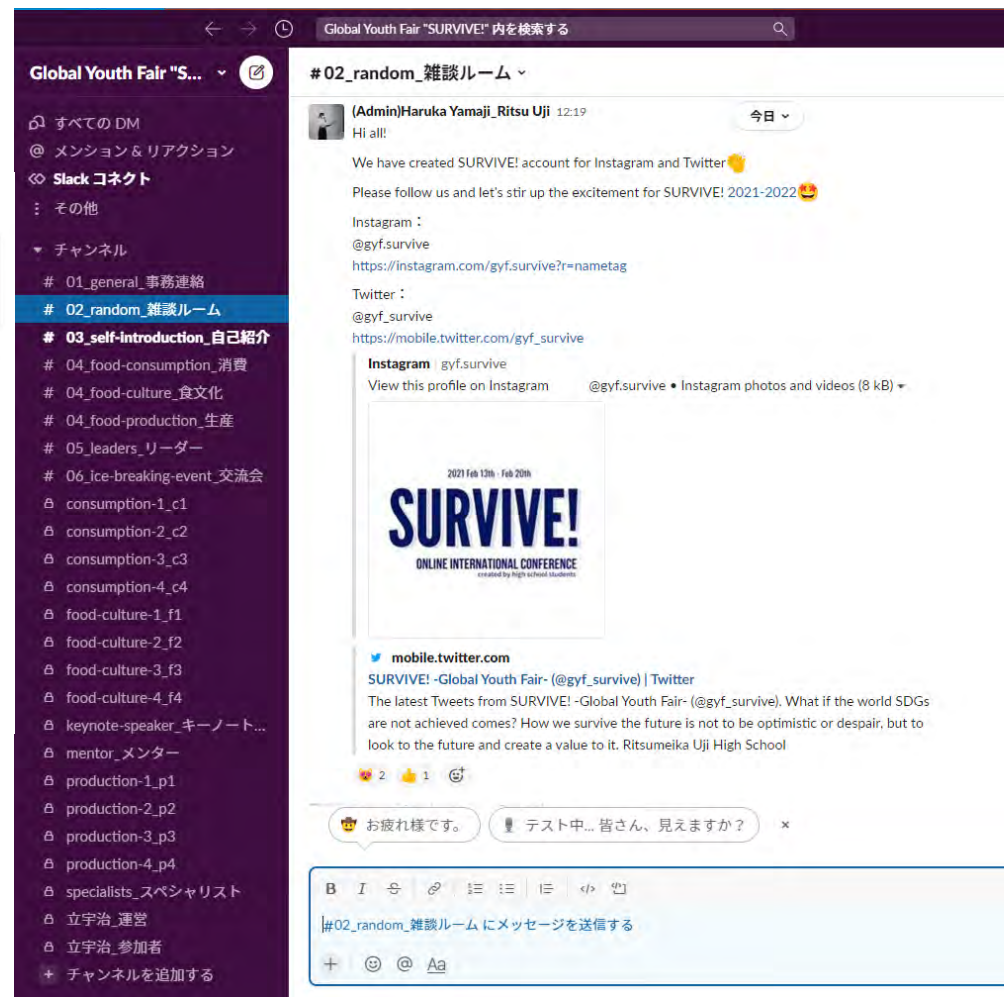 Global Youth Fair "SURVIVE!" 内を検索する
Global Youth Fair "S...
すべての DM
@ メンション & リアクション
Slack コネクト
その他
チャンネル
# 01_general_事務連絡
# 02_random_雑談ルーム
# 03_self-introduction_自己紹介
# 04_food-consumption_消費
# 04_food-culture_食文化
# 04_food-production_生産
# 05_leaders_リーダー
# 06_ice-breaking-event_交流会
consumption-1_c1
consumption-2_c2
consumption-3_c3
consumption-4_c4
food-culture-1_f1
food-culture-2_f2
food-culture-3_f3
food-culture-4_f4
keynote-speaker_キーノート...
mentor_メンター
production-1_p1
production-2_p2
production-3_p3
production-4_p4
specialists_スペシャリスト
立宇治_運営
立宇治_参加者
+ チャンネルを追加する
#02_random_雑談ルーム
(Admin)Haruka Yamaji_Ritsu Uji 12:19
今日
Hi all!
We have created SURVIVE! account for Instagram and Twitter👏
Please follow us and let's stir up the excitement for SURVIVE! 2021-2022🤩
Instagram：
@gyf.survive
https://instagram.com/gyf.survive?r=nametag
Twitter：
@gyf_survive
https://mobile.twitter.com/gyf_survive
Instagram | gyf.survive
View this profile on Instagram @gyf.survive • Instagram photos and videos (8 kB)
2021 Feb 13th - Feb 20th
SURVIVE!
ONLINE INTERNATIONAL CONFERENCE
created by high school students
mobile.twitter.com
SURVIVE! -Global Youth Fair- (@gyf_survive) | Twitter
The latest Tweets from SURVIVE! -Global Youth Fair- (@gyf_survive). What if the world SDGs
are not achieved comes? How we survive the future is not to be optimistic or despair, but to
look to the future and create a value to it. Ritsumeika Uji High School
😻 2 👍 1
🤠 お疲れ様です。
🎙 テスト中... 皆さん、見えますか？ ×
B I S
#02_random_雑談ルーム にメッセージを送信する
+ @ Aa